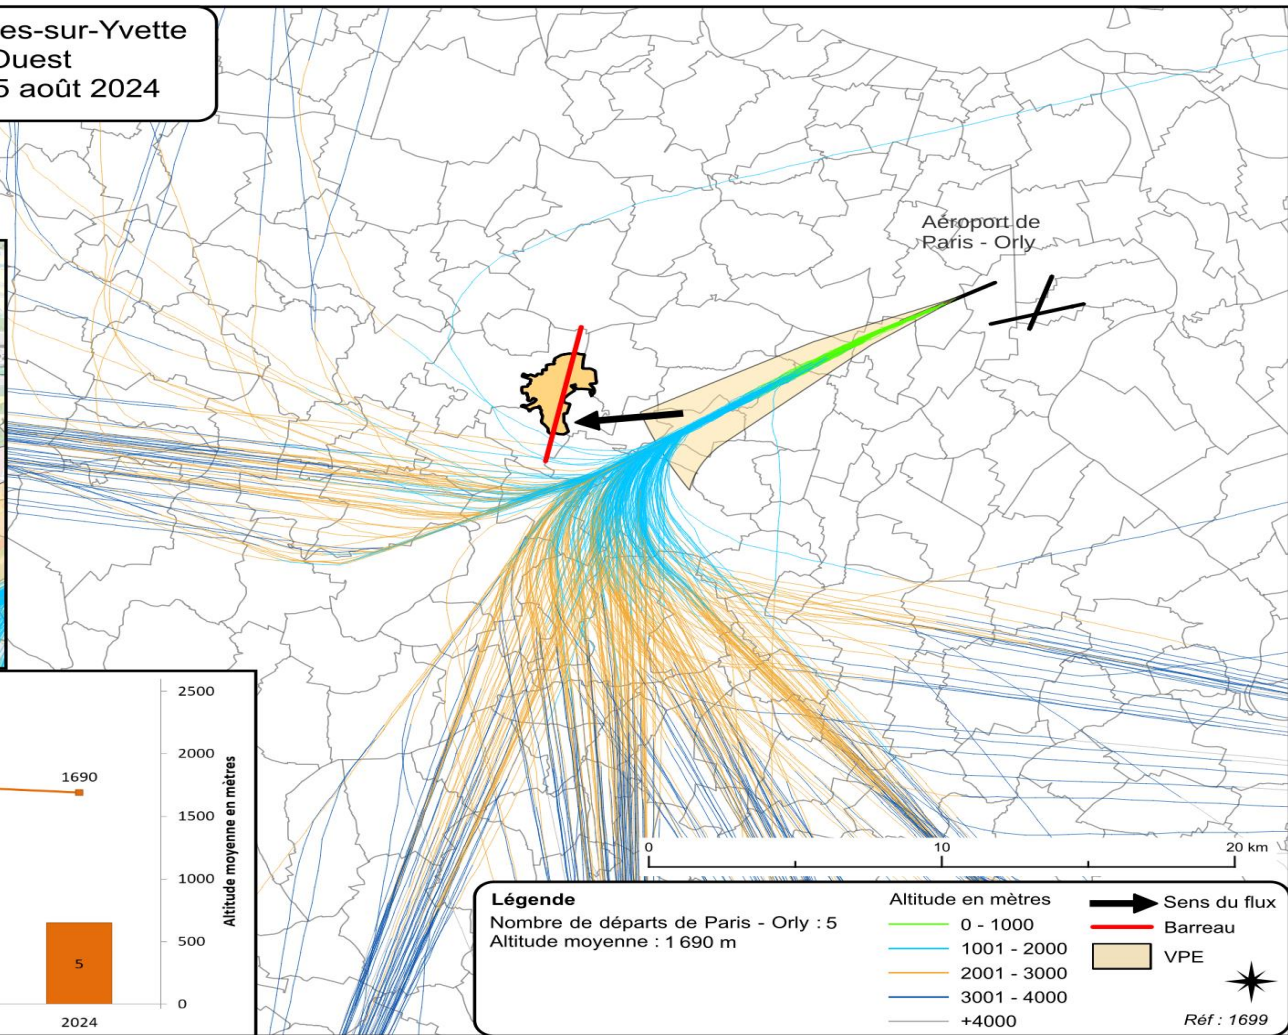 es-sur-Yvette
Ouest
5 août 2024
Aéroport de
Paris - Orly
2500
2000
1500
1000
500
0
Altitude moyenne en mètres
1690
5
2024
0 10 20 km
Légende
Nombre de départs de Paris - Orly : 5
Altitude moyenne : 1 690 m
Altitude en mètres
0 - 1000
1001 - 2000
2001 - 3000
3001 - 4000
+4000
Sens du flux
Barreau
VPE
Réf : 1699